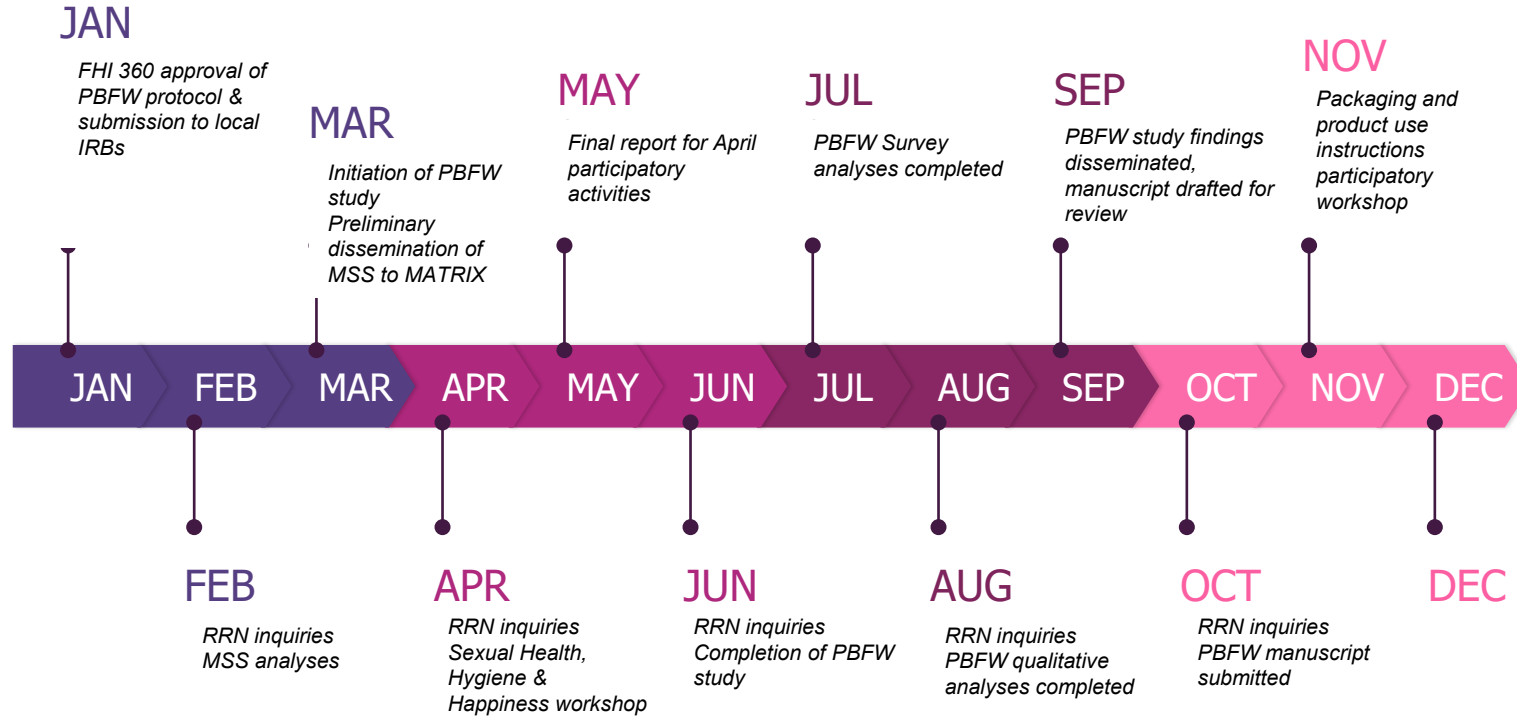 JAN
FHI 360 approval of
PBFW protocol &
submission to local
IRBs
MAR
Initiation of PBFW
study
Preliminary
dissemination of
MSS to MATRIX
MAY
Final report for April
participatory
activities
JUL
PBFW Survey
analyses completed
SEP
PBFW study findings
disseminated,
manuscript drafted for
review
NOV
Packaging and
product use
instructions
participatory
workshop
JAN FEB MAR APR MAY JUN JUL AUG SEP OCT NOV DEC
FEB
RRN inquiries
MSS analyses
APR
RRN inquiries
Sexual Health,
Hygiene &
Happiness workshop
JUN
RRN inquiries
Completion of PBFW
study
AUG
RRN inquiries
PBFW qualitative
analyses completed
OCT
RRN inquiries
PBFW manuscript
submitted
DEC